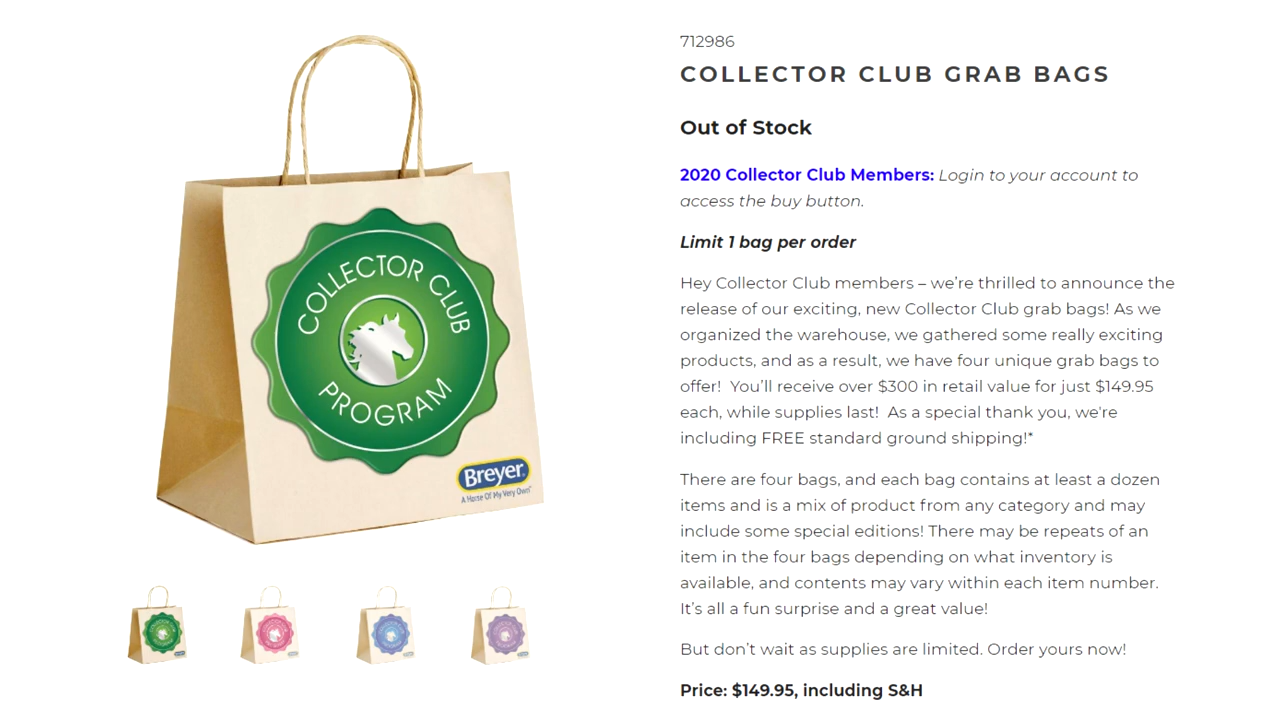 COLLECTOR CLUB
PROGRAM
Breyer
A Horse Of My Very Own
712986
COLLECTOR CLUB GRAB BAGS
Out of Stock
2020 Collector Club Members: Login to your account to
access the buy button.
Limit 1 bag per order
Hey Collector Club members – we’re thrilled to announce the
release of our exciting, new Collector Club grab bags! As we
organized the warehouse, we gathered some really exciting
products, and as a result, we have four unique grab bags to
offer!  You’ll receive over $300 in retail value for just $149.95
each, while supplies last!  As a special thank you, we're
including FREE standard ground shipping!*
There are four bags, and each bag contains at least a dozen
items and is a mix of product from any category and may
include some special editions! There may be repeats of an
item in the four bags depending on what inventory is
available, and contents may vary within each item number.
It’s all a fun surprise and a great value!
But don’t wait as supplies are limited. Order yours now!
Price: $149.95, including S&H